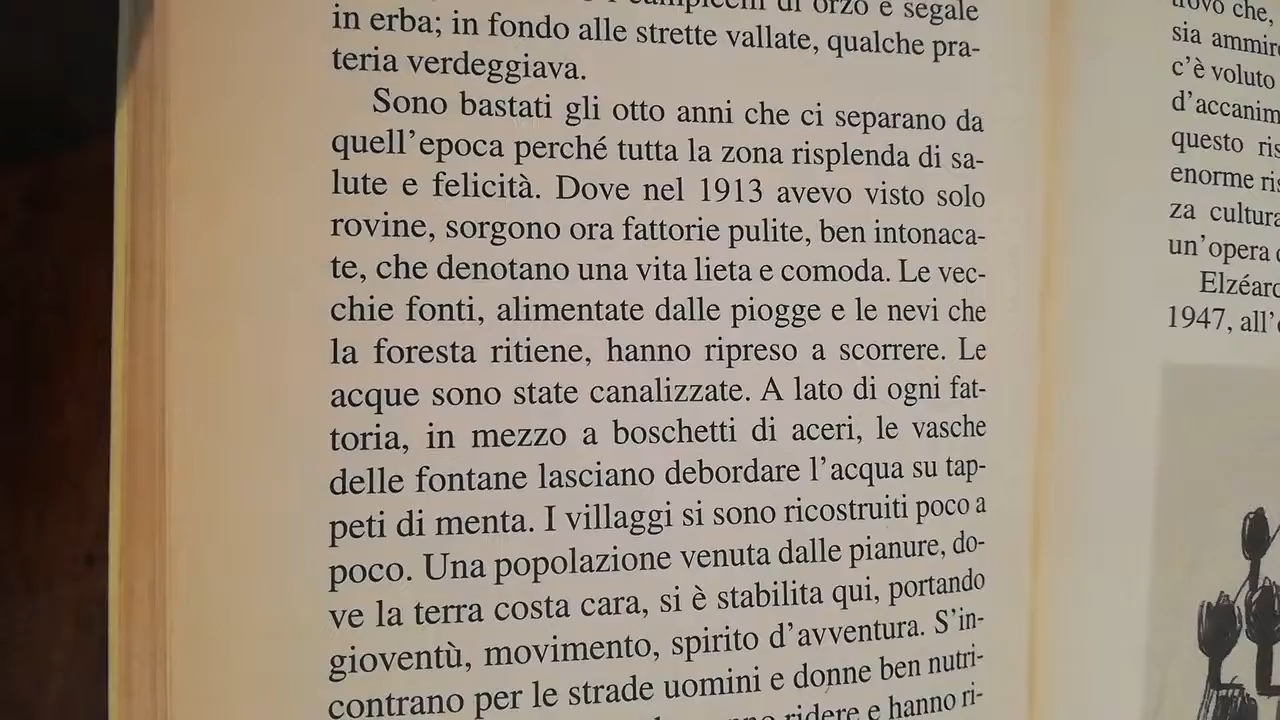 di orzo e segale
in erba; in fondo alle strette vallate, qualche pra-
teria verdeggiava.
Sono bastati gli otto anni che ci separano da
quell'epoca perché tutta la zona risplenda di sa-
lute e felicità. Dove nel 1913 avevo visto solo
rovine, sorgono ora fattorie pulite, ben intonaca-
te, che denotano una vita lieta e comoda. Le vec-
chie fonti, alimentate dalle piogge e le nevi che
la foresta ritiene, hanno ripreso a scorrere. Le
acque sono state canalizzate. A lato di ogni fat-
toria, in mezzo a boschetti di aceri, le vasche
delle fontane lasciano debordare l'acqua su tap-
peti di menta. I villaggi si sono ricostruiti poco a
poco. Una popolazione venuta dalle pianure, do-
ve la terra costa cara, si è stabilita qui, portando
gioventù, movimento, spirito d'avventura. S'in-
contrano per le strade uomini e donne ben nutri-
ridere e hanno ri-
che,
sia
c'è voluto
questo
enorme
za
un'opera
1947,